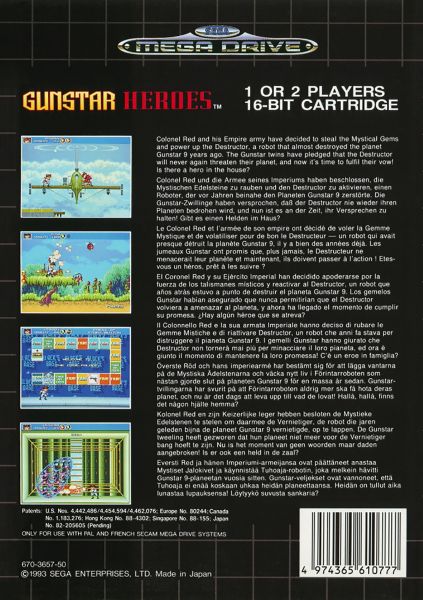 SEGA
MEGA DRIVE
GUNSTAR HEROES™
1 OR 2 PLAYERS
16-BIT CARTRIDGE
Colonel Red and his Empire army have decided to steal the Mystical Gems
and power up the Destructor, a robot that almost destroyed the planet
Gunstar 9 years ago. The Gunstar twins have pledged that the Destructor
will never again threaten their planet, and now it's time to fulfil their vow!
Is there a hero in the house?
Colonel Red und die Armee seines Imperiums haben beschlossen, die
Mystischen Edelsteine zu rauben und den Destructor zu aktivieren, einen
Roboter, der vor Jahren beinahe den Planeten Gunstar 9 zerstörte. Die
Gunstar-Zwillinge haben versprochen, daß der Destructor nie wieder ihren
Planeten bedrohen wird, und nun ist es an der Zeit, ihr Versprechen zu
halten! Gibt es einen Helden im Haus?
Le Colonel Red et l'armée de son empire ont décidé de voler la Gemme
Mystique et de volatiliser pour de bon le Destructeur — un robot qui avait
presque détruit la planète Gunstar 9, il y a bien des années déjà. Les
jumeaux Gunstar ont promis que, plus jamais, le Destructeur ne
menacerait leur planète et maintenant, ils doivent passer à l'action! Etes-
vous un héros, prêt à les suivre ?
El Coronel Red y su Ejército Imperial han decidido apoderarse por la
fuerza de los talismanes místicos y reactivar al Destructor, un robot que
años atrás estuvo a punto de destruir el planeta Gunstar 9. Los gemelos
Gunstar habían asegurado que nunca permitirían que el Destructor
volviera a amenazar al planeta, y ahora ha llegado el momento de cumplir
su promesa. ¿Hay algún héroe que se atreva?
Il Colonnello Red e la sua armata Imperiale hanno deciso di rubare le
Gemme Mistiche e di riattivare Destructor, un robot che anni fa stava per
distruggere il pianeta Gunstar 9. I gemelli Gunstar hanno giurato che
Destructor non tornerà mai più per minacciare il loro pianeta, ed ora è
giunto il momento di mantenere la loro promessa! C'è un eroe in famiglia?
Överste Röd och hans imperiearmé har bestämt sig för att lägga vantarna
på de Mystiska Ädelstenarna och väcka nytt liv i Förintarroboten som
nästan gjorde slut på planeten Gunstar 9 för en massa år sedan. Gunstar-
tvillingarna har svurit på att Förintarroboten aldrig mer ska få hota deras
planet, och nu är det dags att leva upp till vad de lovat! Hallå, hallå, finns
det någon hjälte hemma?
Kolonel Red en zijn Keizerlijke leger hebben besloten de Mystieke
Edelstenen te stelen om daarmee de Vernietiger, de robot die jaren
geleden bijna de planeet Gunstar 9 vernietigde, op te lappen. De Gunstar
tweeling heeft gezworen dat hun planeet niet meer voor de Vernietiger
bang hoeft te zijn. Nu is het moment van geen woorden maar daden
aangebroken! Is er ook een held in de zaal?
Eversti Red ja hänen Imperiumi-armeijansa ovat päättäneet anastaa
Mystiset Jalokivet ja käynnistää Tuhoaja-robotin, joka melkein hävitti
Gunstar 9-planeetan vuosia sitten. Gunstar-veljekset ovat vannoneet, että
Tuhoaja ei enää koskaan uhkaa heidän planeettaansa. Heidän on tullut aika
lunastaa lupauksensa! Löytyykö suvusta sankaria?
Patents: U.S. Nos. 4,442,486/4,454,594/4,462,076; Europe No. 80244; Canada
No. 1,183,276; Hong Kong No. 88-4302; Singapore No. 88-155; Japan
No. 82-205605 (Pending)
ONLY FOR USE WITH PAL AND FRENCH SECAM MEGA DRIVE SYSTEMS
670-3657-50
©1993 SEGA ENTERPRISES, LTD. Made in Japan
4 974365 610777